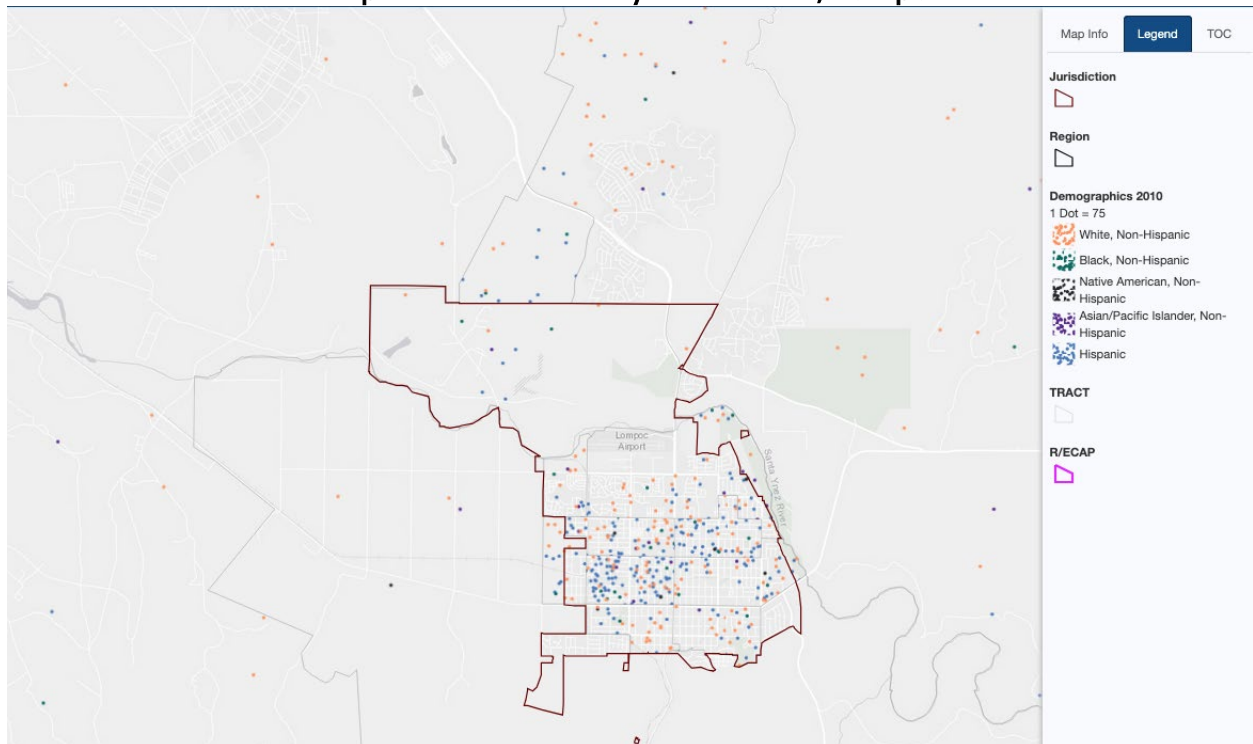 Map Info Legend TOC
Jurisdiction
Region
Demographics 2010
1 Dot = 75
White, Non-Hispanic
Black, Non-Hispanic
Native American, Non-
Hispanic
Asian/Pacific Islander, Non-
Hispanic
Hispanic
TRACT
R/ECAP
Lompoc
Airport
Santa Ynez River